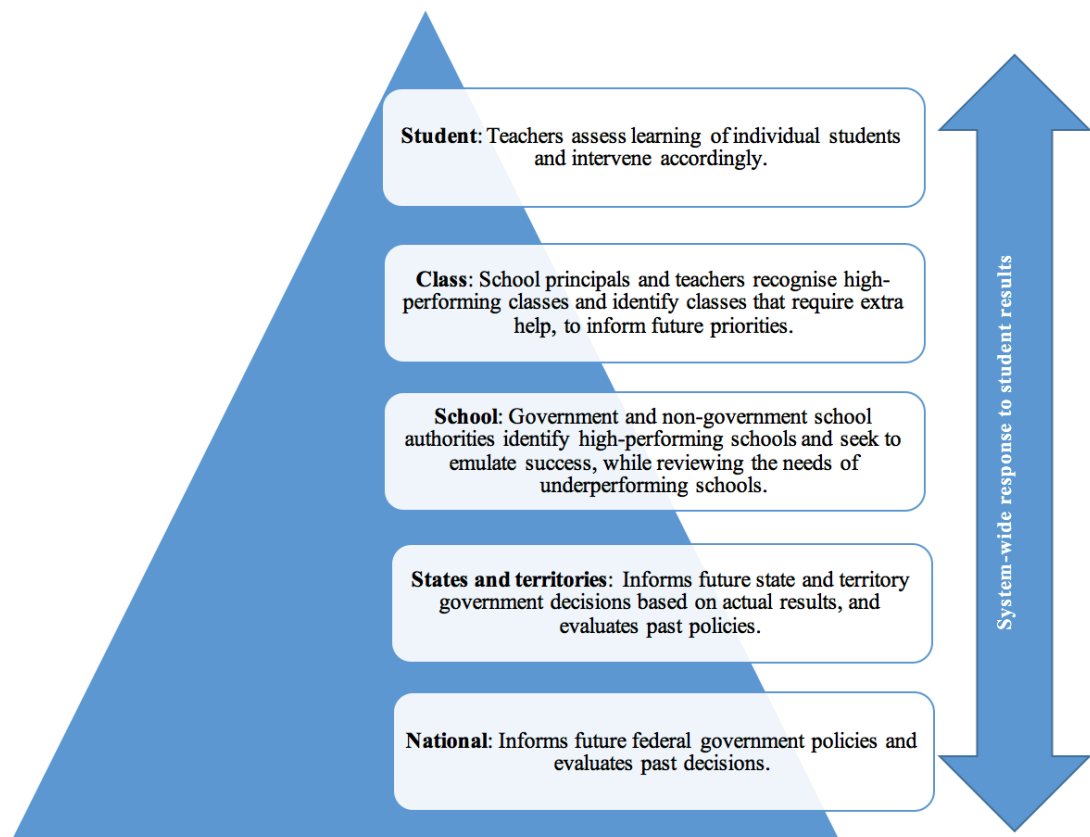 Student: Teachers assess learning of individual students
and intervene accordingly.
Class: School principals and teachers recognise high-
performing classes and identify classes that require extra
help, to inform future priorities.
School: Government and non-government school
authorities identify high-performing schools and seek to
emulate success, while reviewing the needs of
underperforming schools.
States and territories: Informs future state and territory
government decisions based on actual results, and
evaluates past policies.
National: Informs future federal government policies and
evaluates past decisions.
System-wide response to student results